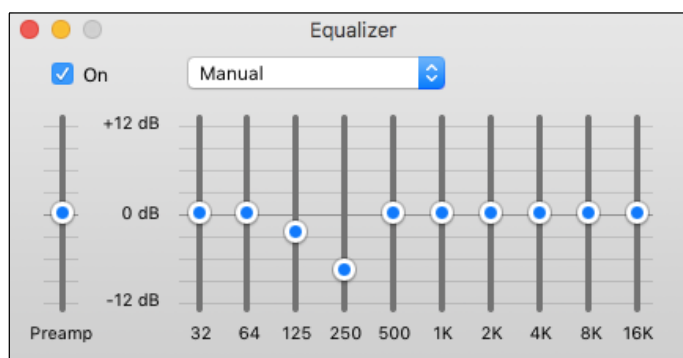 Equalizer
On Manual
+12 dB
0 dB
-12 dB
Preamp 32 64 125 250 500 1K 2K 4K 8K 16K